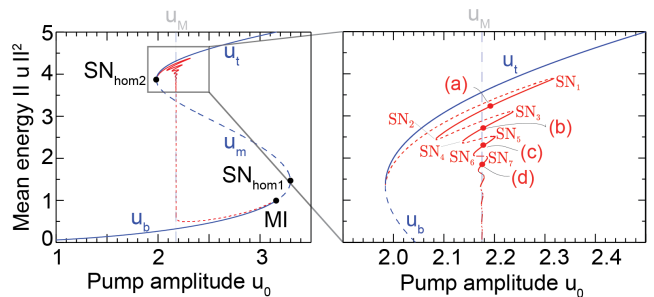 u_M
u_M
5
4
3
2
1
0
Mean energy || u ||²
SN_hom2
u_t
u_m
SN_hom1
MI
u_b
1
2
3
Pump amplitude u_0
u_t
(a)
SN_1
SN_2
SN_3
(b)
SN_4
SN_5
(c)
SN_6
SN_7
(d)
u_b
2.0
2.1
2.2
2.3
2.4
Pump amplitude u_0